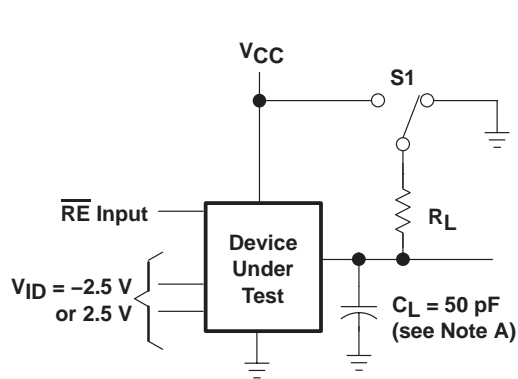 VCC
S1
RE Input
RL
Device
Under
Test
VID = −2.5 V
or 2.5 V
CL = 50 pF
(see Note A)